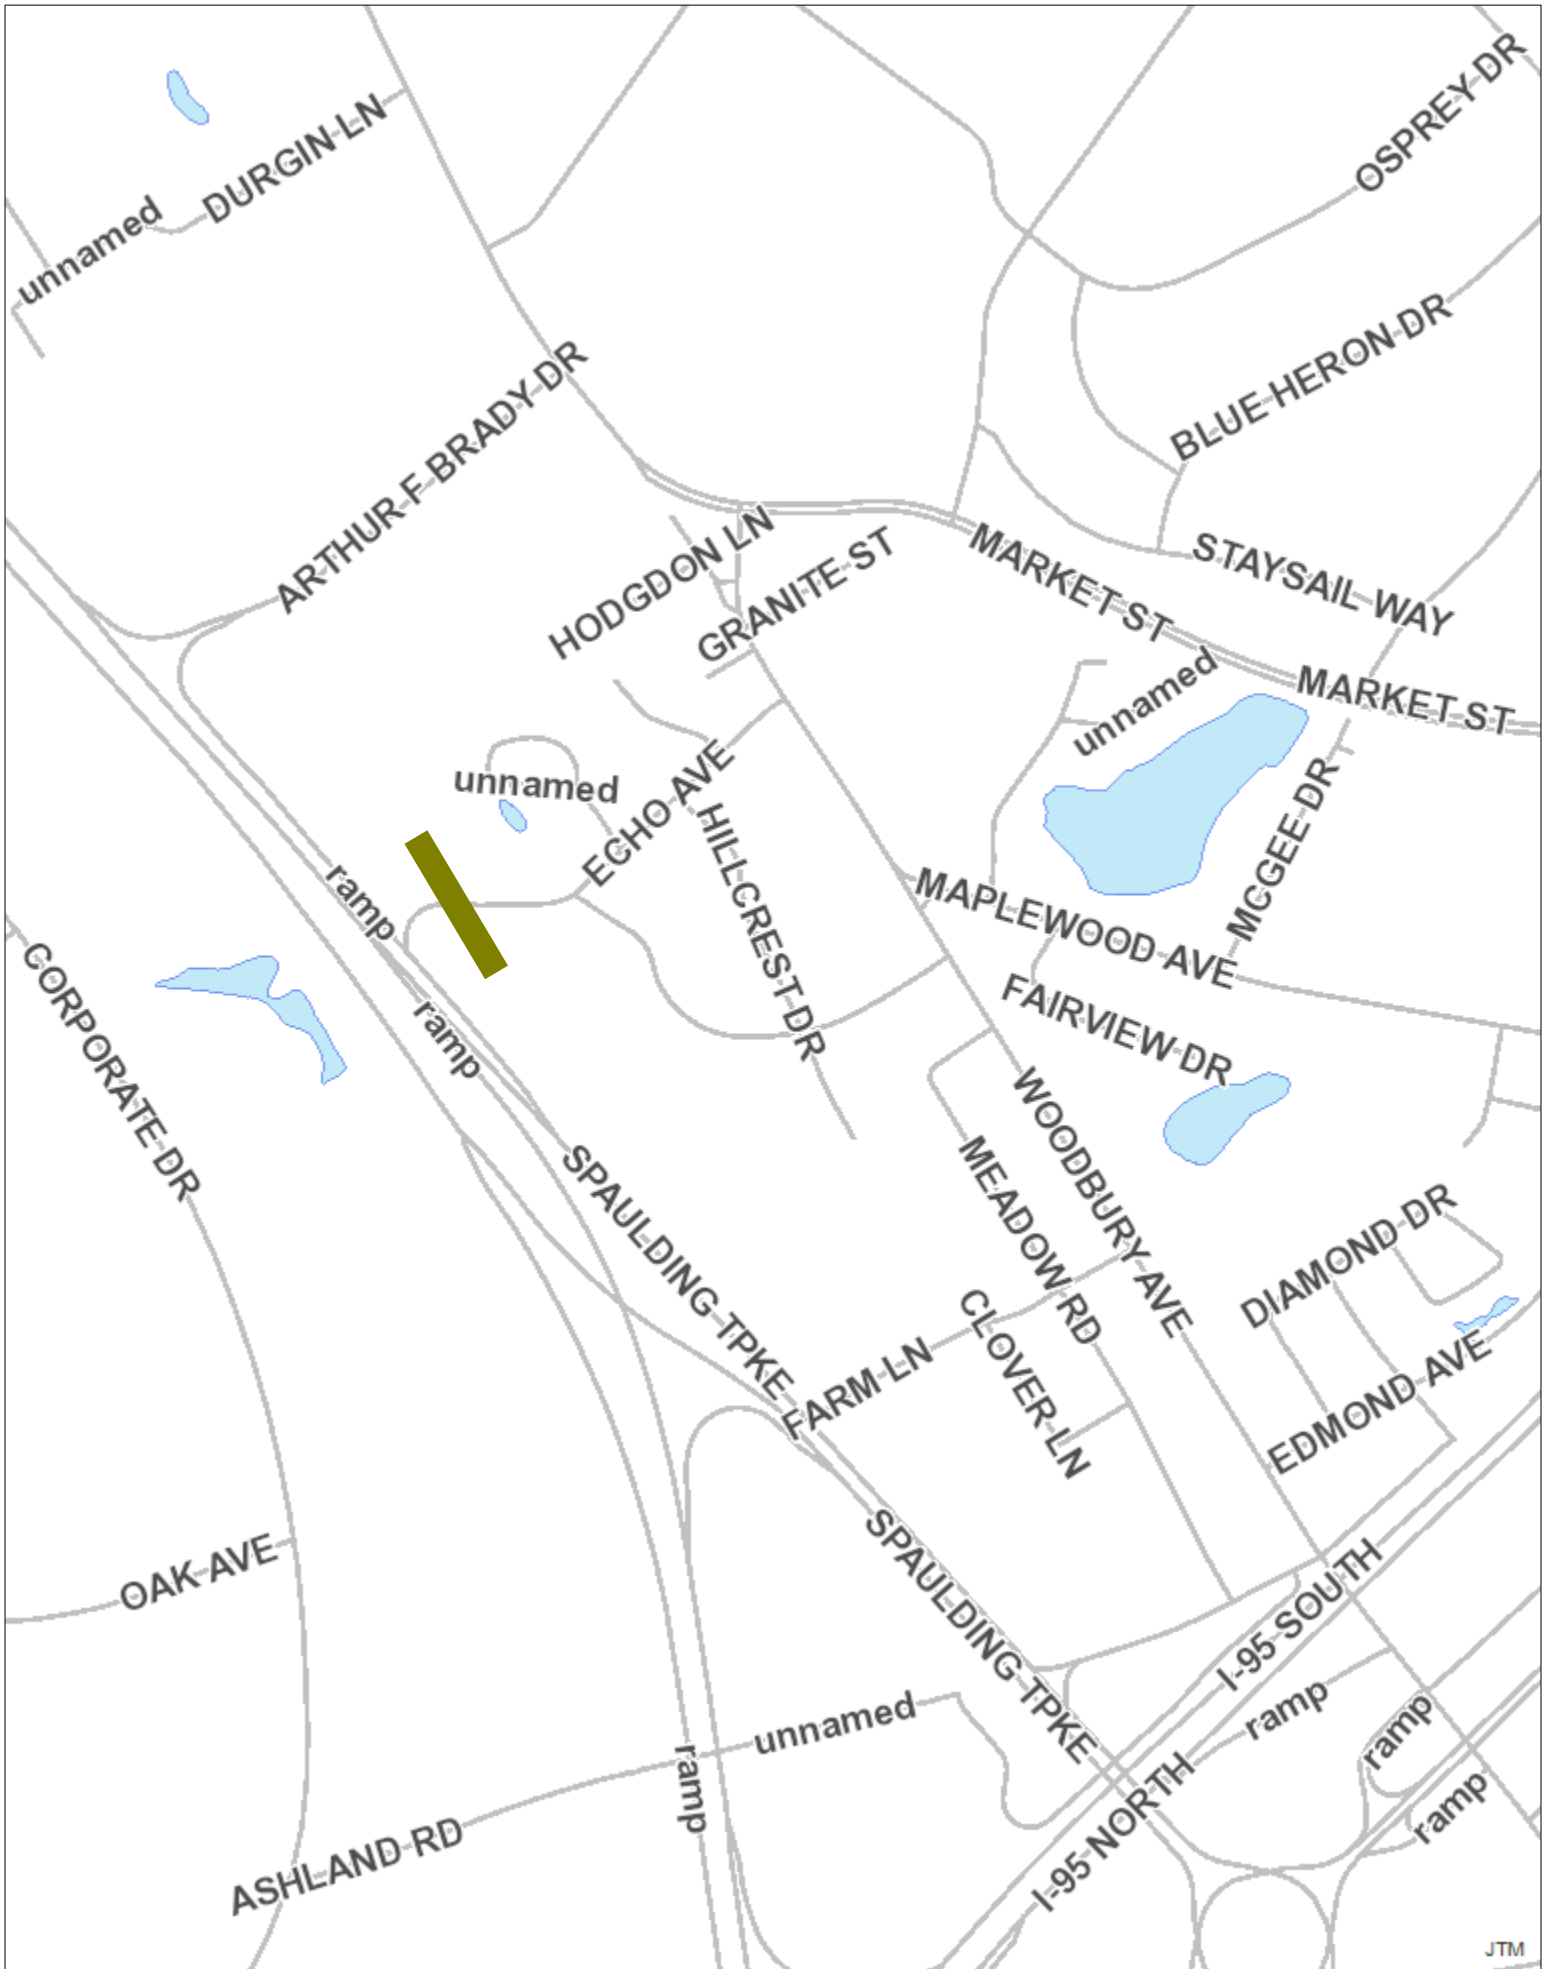 OSPREY DR
DURGIN LN
unnamed
BLUE HERON DR
ARTHUR F BRADY DR
HODGDON LN
GRANITE ST
MARKET ST
STAYSAIL WAY
unnamed
MARKET ST
unnamed
ECHO AVE
HILLCREST DR
MCGEE DR
ramp
MAPLEWOOD AVE
CORPORATE DR
ramp
FAIRVIEW DR
WOODBURY AVE
SPAULDING TPKE
MEADOW RD
DIAMOND DR
CLOVER LN
FARM LN
EDMOND AVE
SPAULDING TPKE
OAK AVE
I-95 SOUTH
unnamed
ramp
ramp
ramp
I-95 NORTH
ramp
ASHLAND RD
JTM